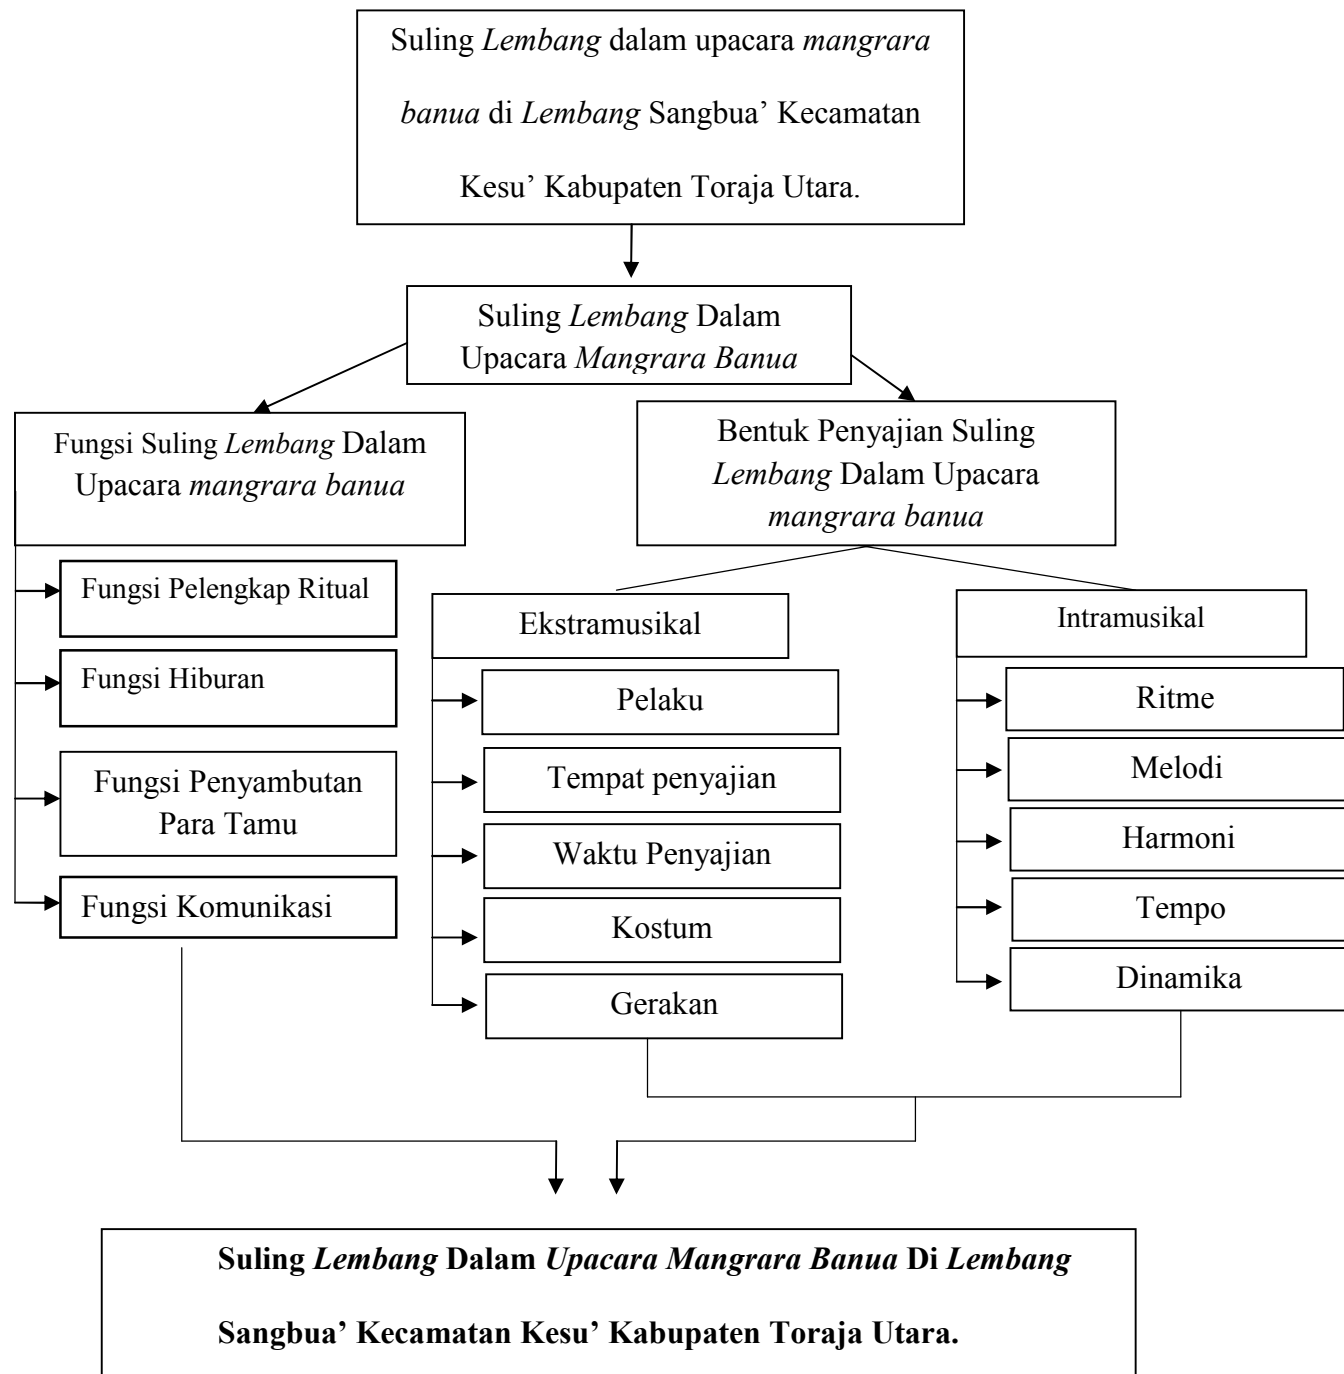 Suling Lembang dalam upacara mangrara
banua di Lembang Sangbua’ Kecamatan
Kesu’ Kabupaten Toraja Utara.
Suling Lembang Dalam
Upacara Mangrara Banua
Fungsi Suling Lembang Dalam
Upacara mangrara banua
Fungsi Pelengkap Ritual
Fungsi Hiburan
Fungsi Penyambutan
Para Tamu
Fungsi Komunikasi
Bentuk Penyajian Suling
Lembang Dalam Upacara
mangrara banua
Ekstramusikal
Pelaku
Tempat penyajian
Waktu Penyajian
Kostum
Gerakan
Intramusikal
Ritme
Melodi
Harmoni
Tempo
Dinamika
Suling Lembang Dalam Upacara Mangrara Banua Di Lembang
Sangbua’ Kecamatan Kesu’ Kabupaten Toraja Utara.